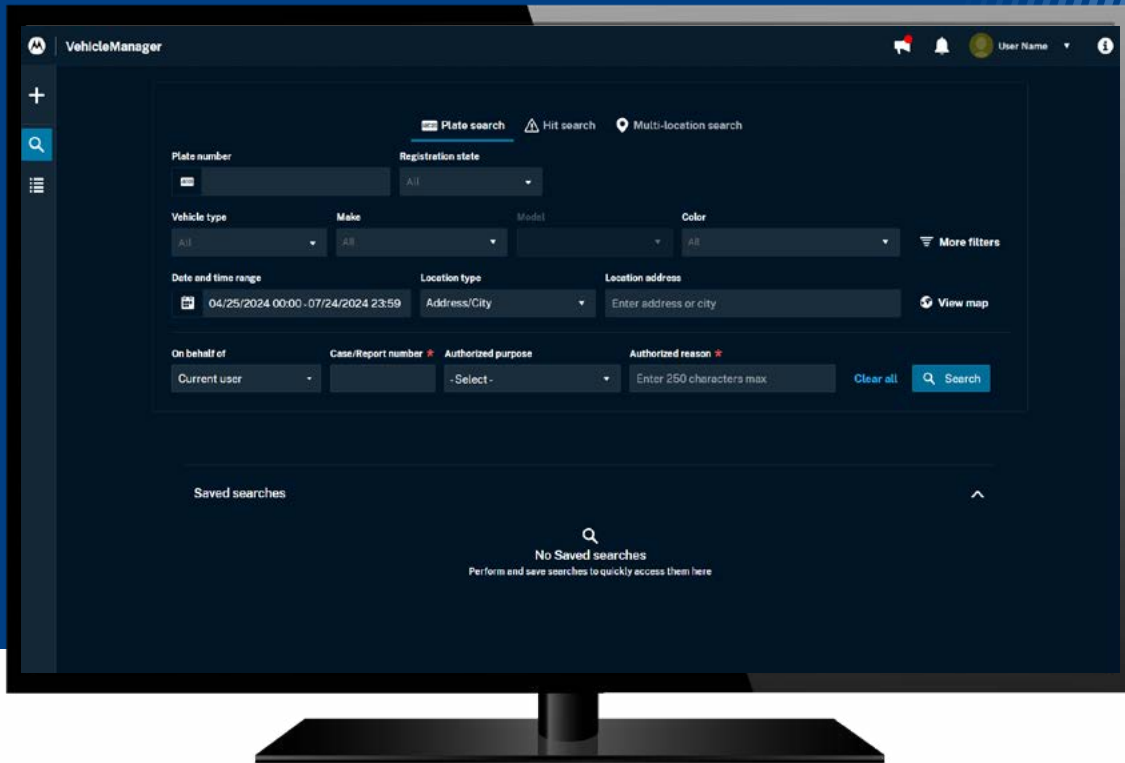 VehicleManager
User Name
Plate search Hit search Multi-location search
Plate number Registration state
All
Vehicle type Make Model Color
All All All More filters
Date and time range Location type Location address
04/25/2024 00:00 - 07/24/2024 23:59 Address/City Enter address or city View map
On behalf of Case/Report number * Authorized purpose Authorized reason *
Current user - Select - Enter 250 characters max Clear all Search
Saved searches
No Saved searches
Perform and save searches to quickly access them here